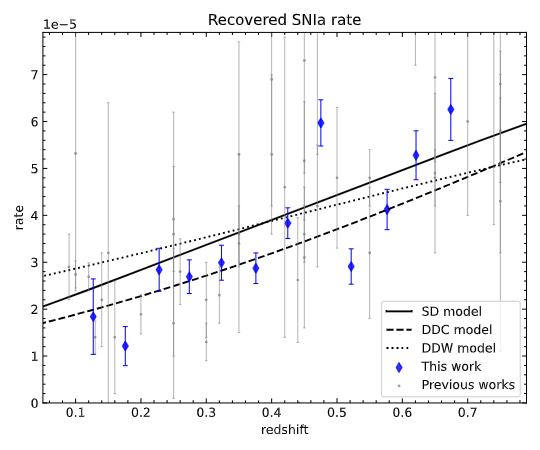 Recovered SNIa rate
1e−5
7
6
5
4
3
2
1
0
rate
0.1 0.2 0.3 0.4 0.5 0.6 0.7
redshift
SD model
DDC model
DDW model
This work
Previous works